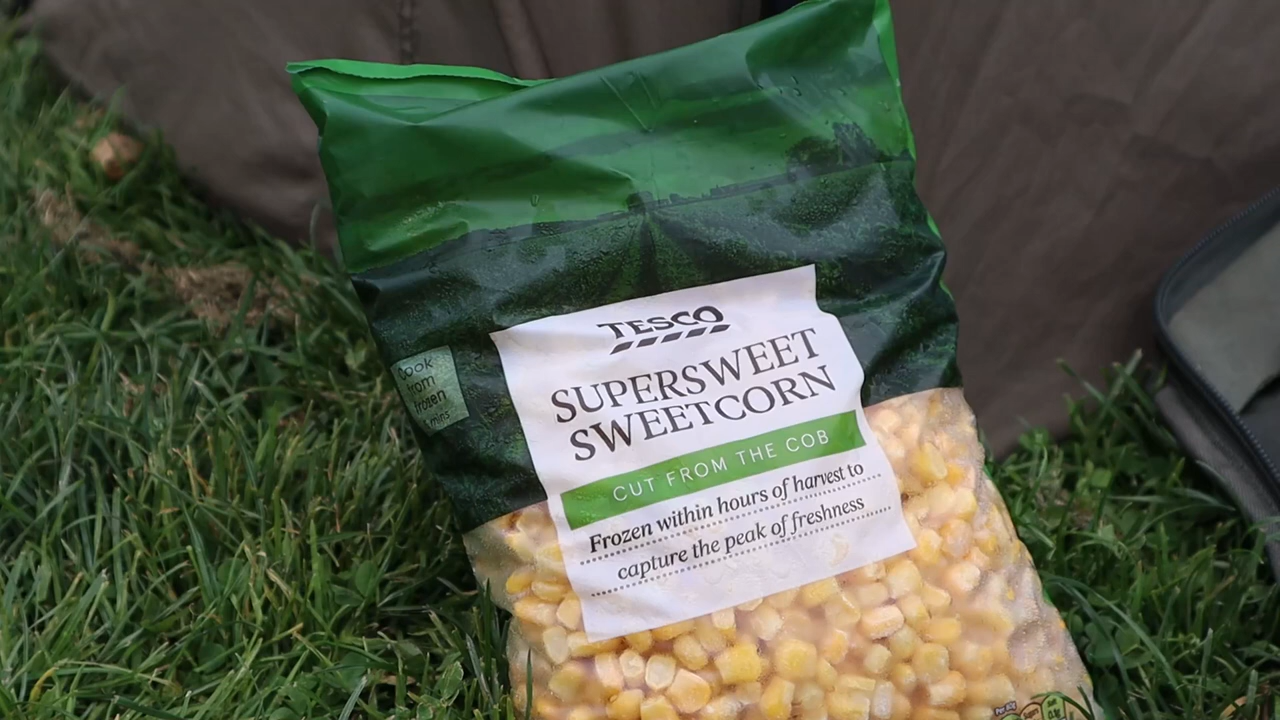 TESCO
SUPERSWEET
SWEETCORN
CUT FROM THE COB
Frozen within hours of harvest to
capture the peak of freshness
Cook
from
frozen
mins